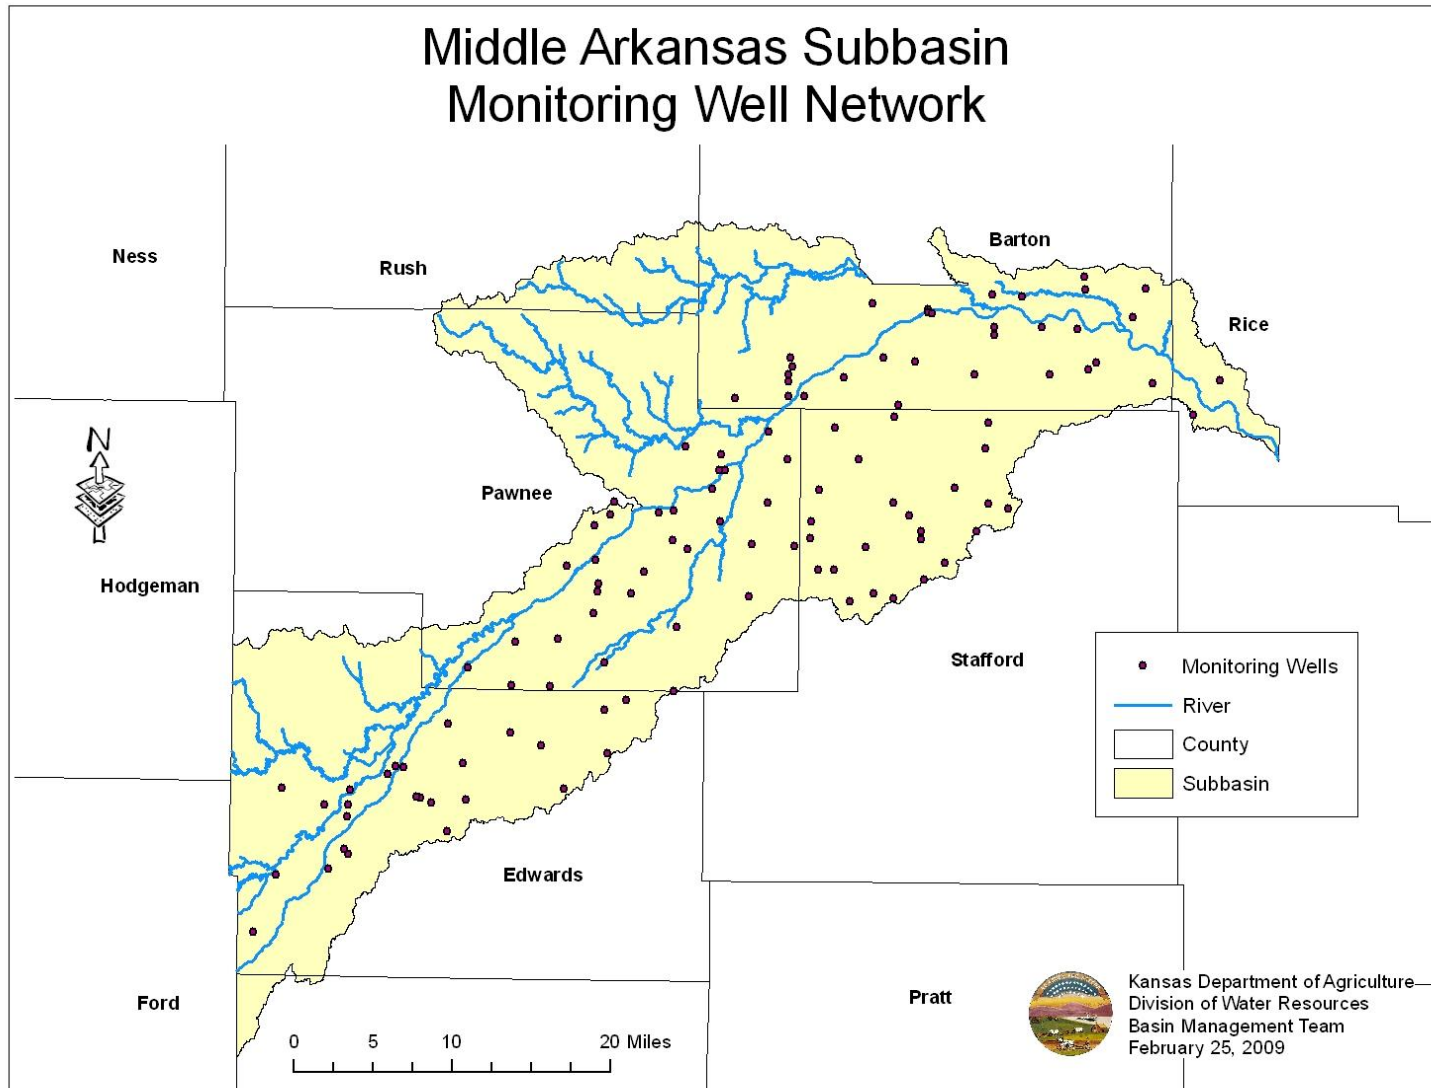 Middle Arkansas Subbasin
Monitoring Well Network
Ness
Rush
Barton
Rice
N
Pawnee
Hodgeman
Stafford
Monitoring Wells
River
County
Subbasin
Edwards
Ford
Pratt
0 5 10 20 Miles
Kansas Department of Agriculture
Division of Water Resources
Basin Management Team
February 25, 2009